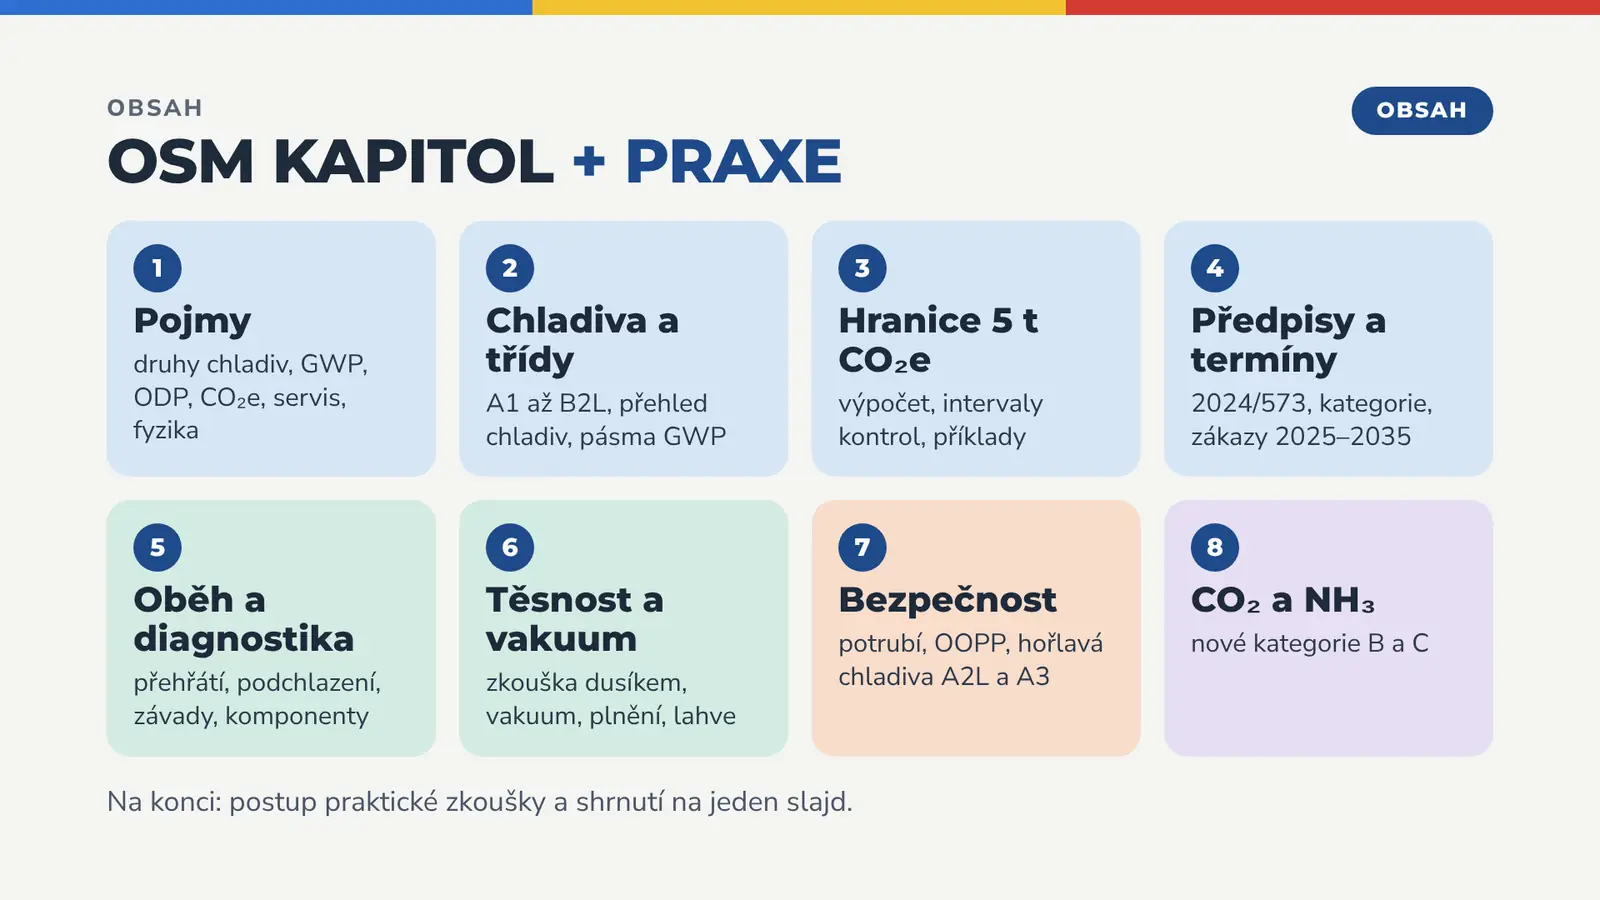 OBSAH
OBSAH
OSM KAPITOL + PRAXE
1
Pojmy
druhy chladiv, GWP,
ODP, CO₂e, servis,
fyzika
2
Chladiva a
třídy
A1 až B2L, přehled
chladiv, pásma GWP
3
Hranice 5 t
CO₂e
výpočet, intervaly
kontrol, příklady
4
Předpisy a
termíny
2024/573, kategorie,
zákazy 2025–2035
5
Oběh a
diagnostika
přehřátí, podchlazení,
závady, komponenty
6
Těsnost a
vakuum
zkouška dusíkem,
vakuum, plnění, lahve
7
Bezpečnost
potrubí, OOPP, hořlavá
chladiva A2L a A3
8
CO₂ a NH₃
nové kategorie B a C
Na konci: postup praktické zkoušky a shrnutí na jeden slajd.